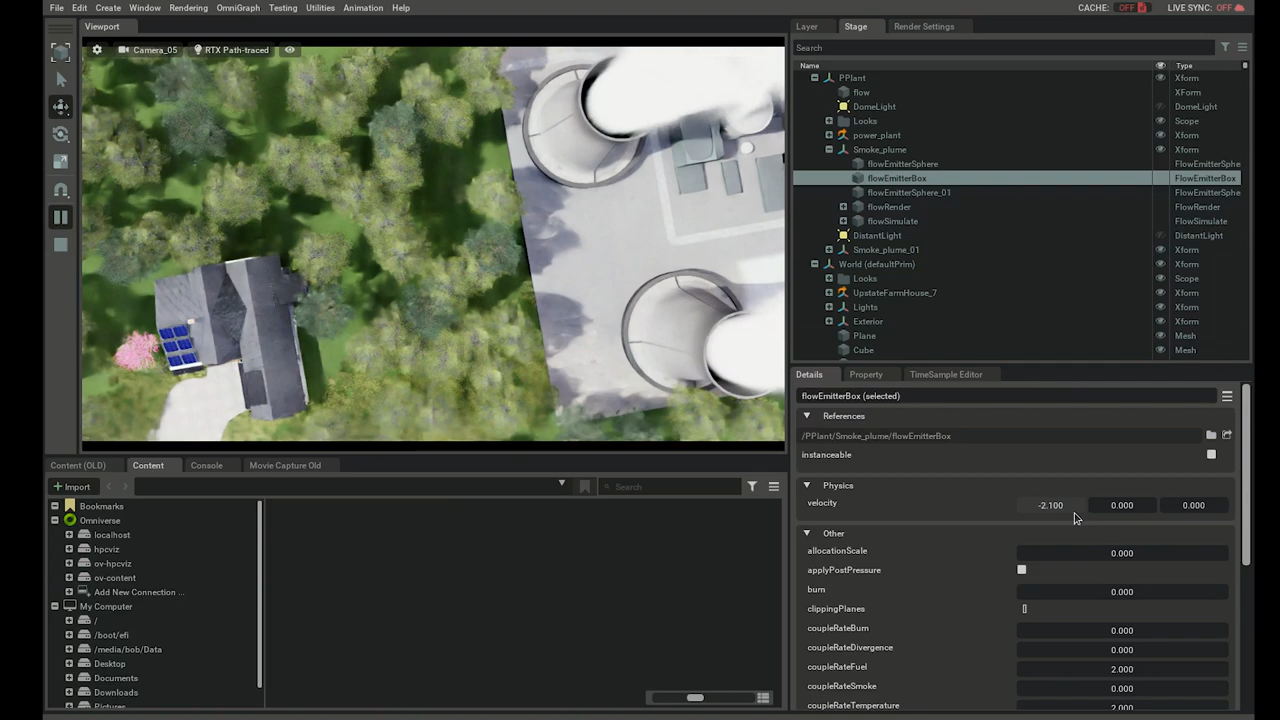 File Edit Create Window Rendering OmniGraph Testing Utilities Animation Help CACHE: OFF LIVE SYNC: OFF
Viewport
Camera_05 RTX Path-traced
Layer Stage Render Settings
Search
Name Type
PPlant Xform
flow XForm
DomeLight DomeLight
Looks Scope
power_plant Xform
Smoke_plume Xform
flowEmitterSphere FlowEmitterSphe
flowEmitterBox FlowEmitterBox
flowEmitterSphere_01 FlowEmitterSphe
flowRender FlowRender
flowSimulate FlowSimulate
DistantLight DistantLight
Smoke_plume_01 Xform
World (defaultPrim) Xform
Looks Scope
UpstateFarmHouse_7 Xform
Lights Xform
Exterior Xform
Plane Mesh
Cube Mesh
Details Property TimeSample Editor
flowEmitterBox (selected)
References
/PPlant/Smoke_plume/flowEmitterBox
instanceable
Physics
velocity -2.100 0.000 0.000
Other
allocationScale 0.000
applyPostPressure
burn 0.000
clippingPlanes []
coupleRateBurn 0.000
coupleRateDivergence 0.000
coupleRateFuel 2.000
coupleRateSmoke 0.000
coupleRateTemperature 2.000
Content (OLD) Content Console Movie Capture Old
+ Import Search
Bookmarks
Omniverse
localhost
hpcviz
ov-hpcviz
ov-content
Add New Connection ...
My Computer
/
/boot/efi
/media/bob/Data
Desktop
Documents
Downloads
Pictures